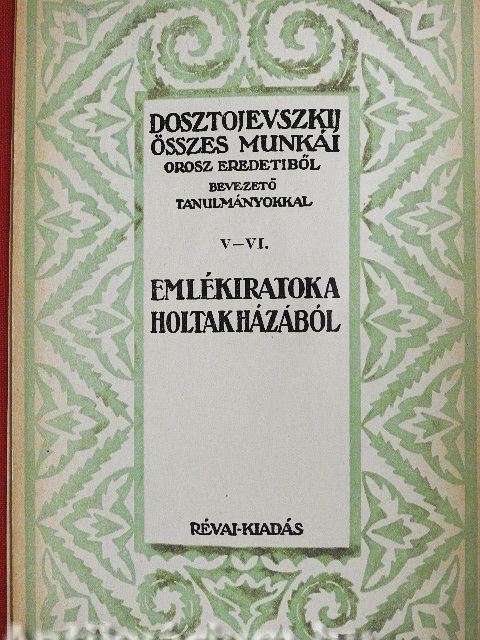 DOSZTOJEVSZKIJ
ÖSSZES MUNKÁI
OROSZ EREDETIBŐL
BEVEZETŐ
TANULMÁNYOKKAL
V–VI.
EMLÉKIRATOK A
HOLTAK HÁZÁBÓL
RÉVAI-KIADÁS